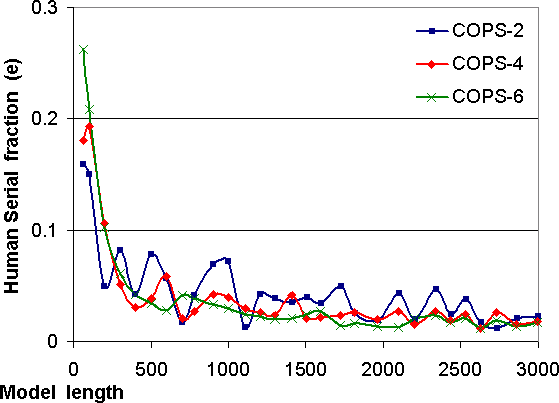 0.3
COPS-2
COPS-4
COPS-6
0.2
0.1
0
Human Serial fraction (e)
0 500 1000 1500 2000 2500 3000
Model length